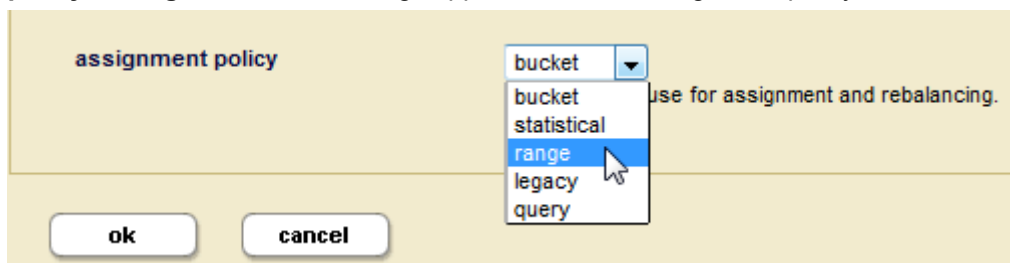 assignment policy
bucket
bucket
use for assignment and rebalancing.
statistical
range
legacy
query
ok cancel